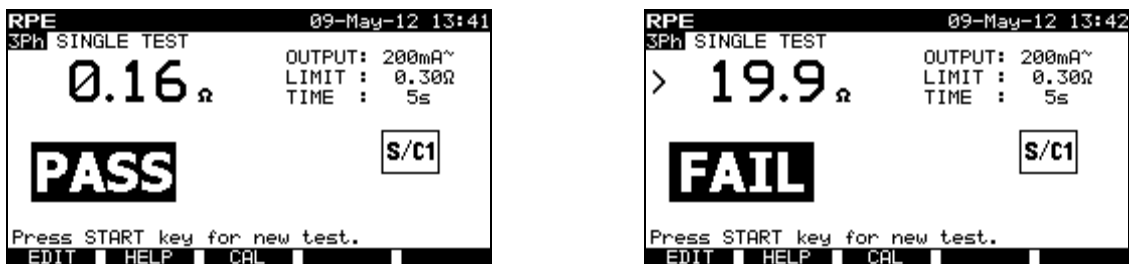 RPE 09-May-12 13:41
3Ph SINGLE TEST
0.16 Ω
OUTPUT: 200mA~
LIMIT : 0.30Ω
TIME : 5s
S/C1
PASS
Press START key for new test.
EDIT HELP CAL
RPE 09-May-12 13:42
3Ph SINGLE TEST
> 19.9 Ω
OUTPUT: 200mA~
LIMIT : 0.30Ω
TIME : 5s
S/C1
FAIL
Press START key for new test.
EDIT HELP CAL